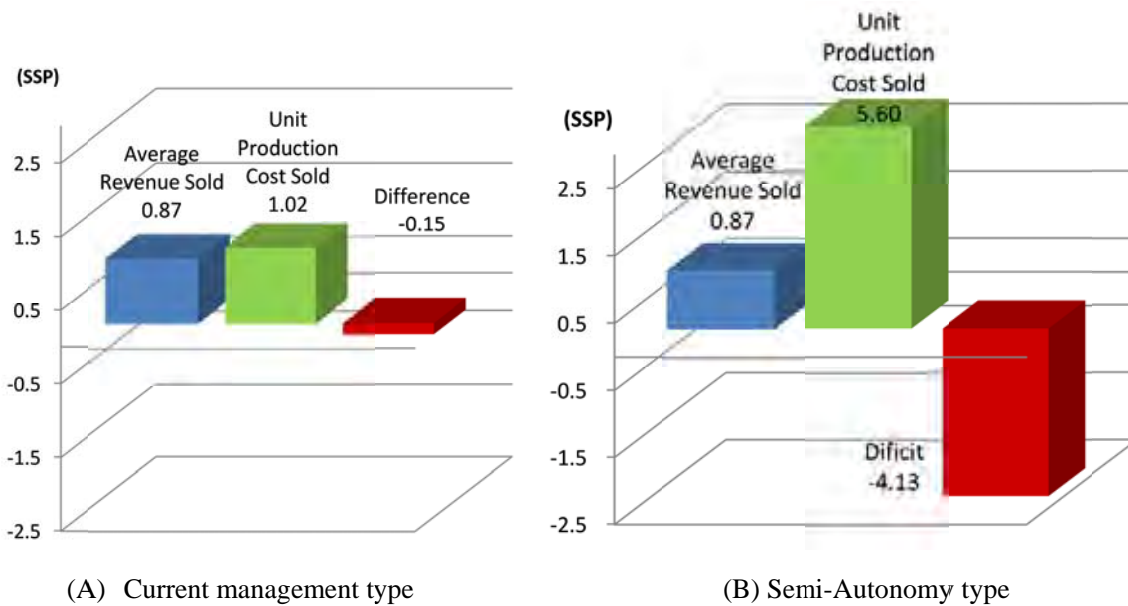 (SSP)
2.5
1.5
0.5
-0.5
-1.5
-2.5
Average
Revenue Sold
0.87
Unit
Production
Cost Sold
1.02
Difference
-0.15
(A) Current management type
(SSP)
2.5
1.5
0.5
-0.5
-1.5
-2.5
Average
Revenue Sold
0.87
Unit
Production
Cost Sold
5.60
Dificit
-4.13
(B) Semi-Autonomy type